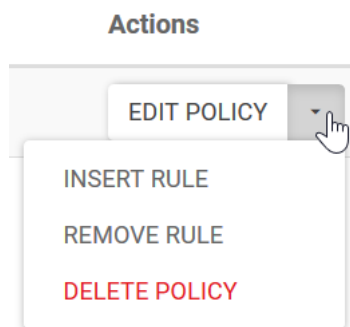 Actions
EDIT POLICY
INSERT RULE
REMOVE RULE
DELETE POLICY